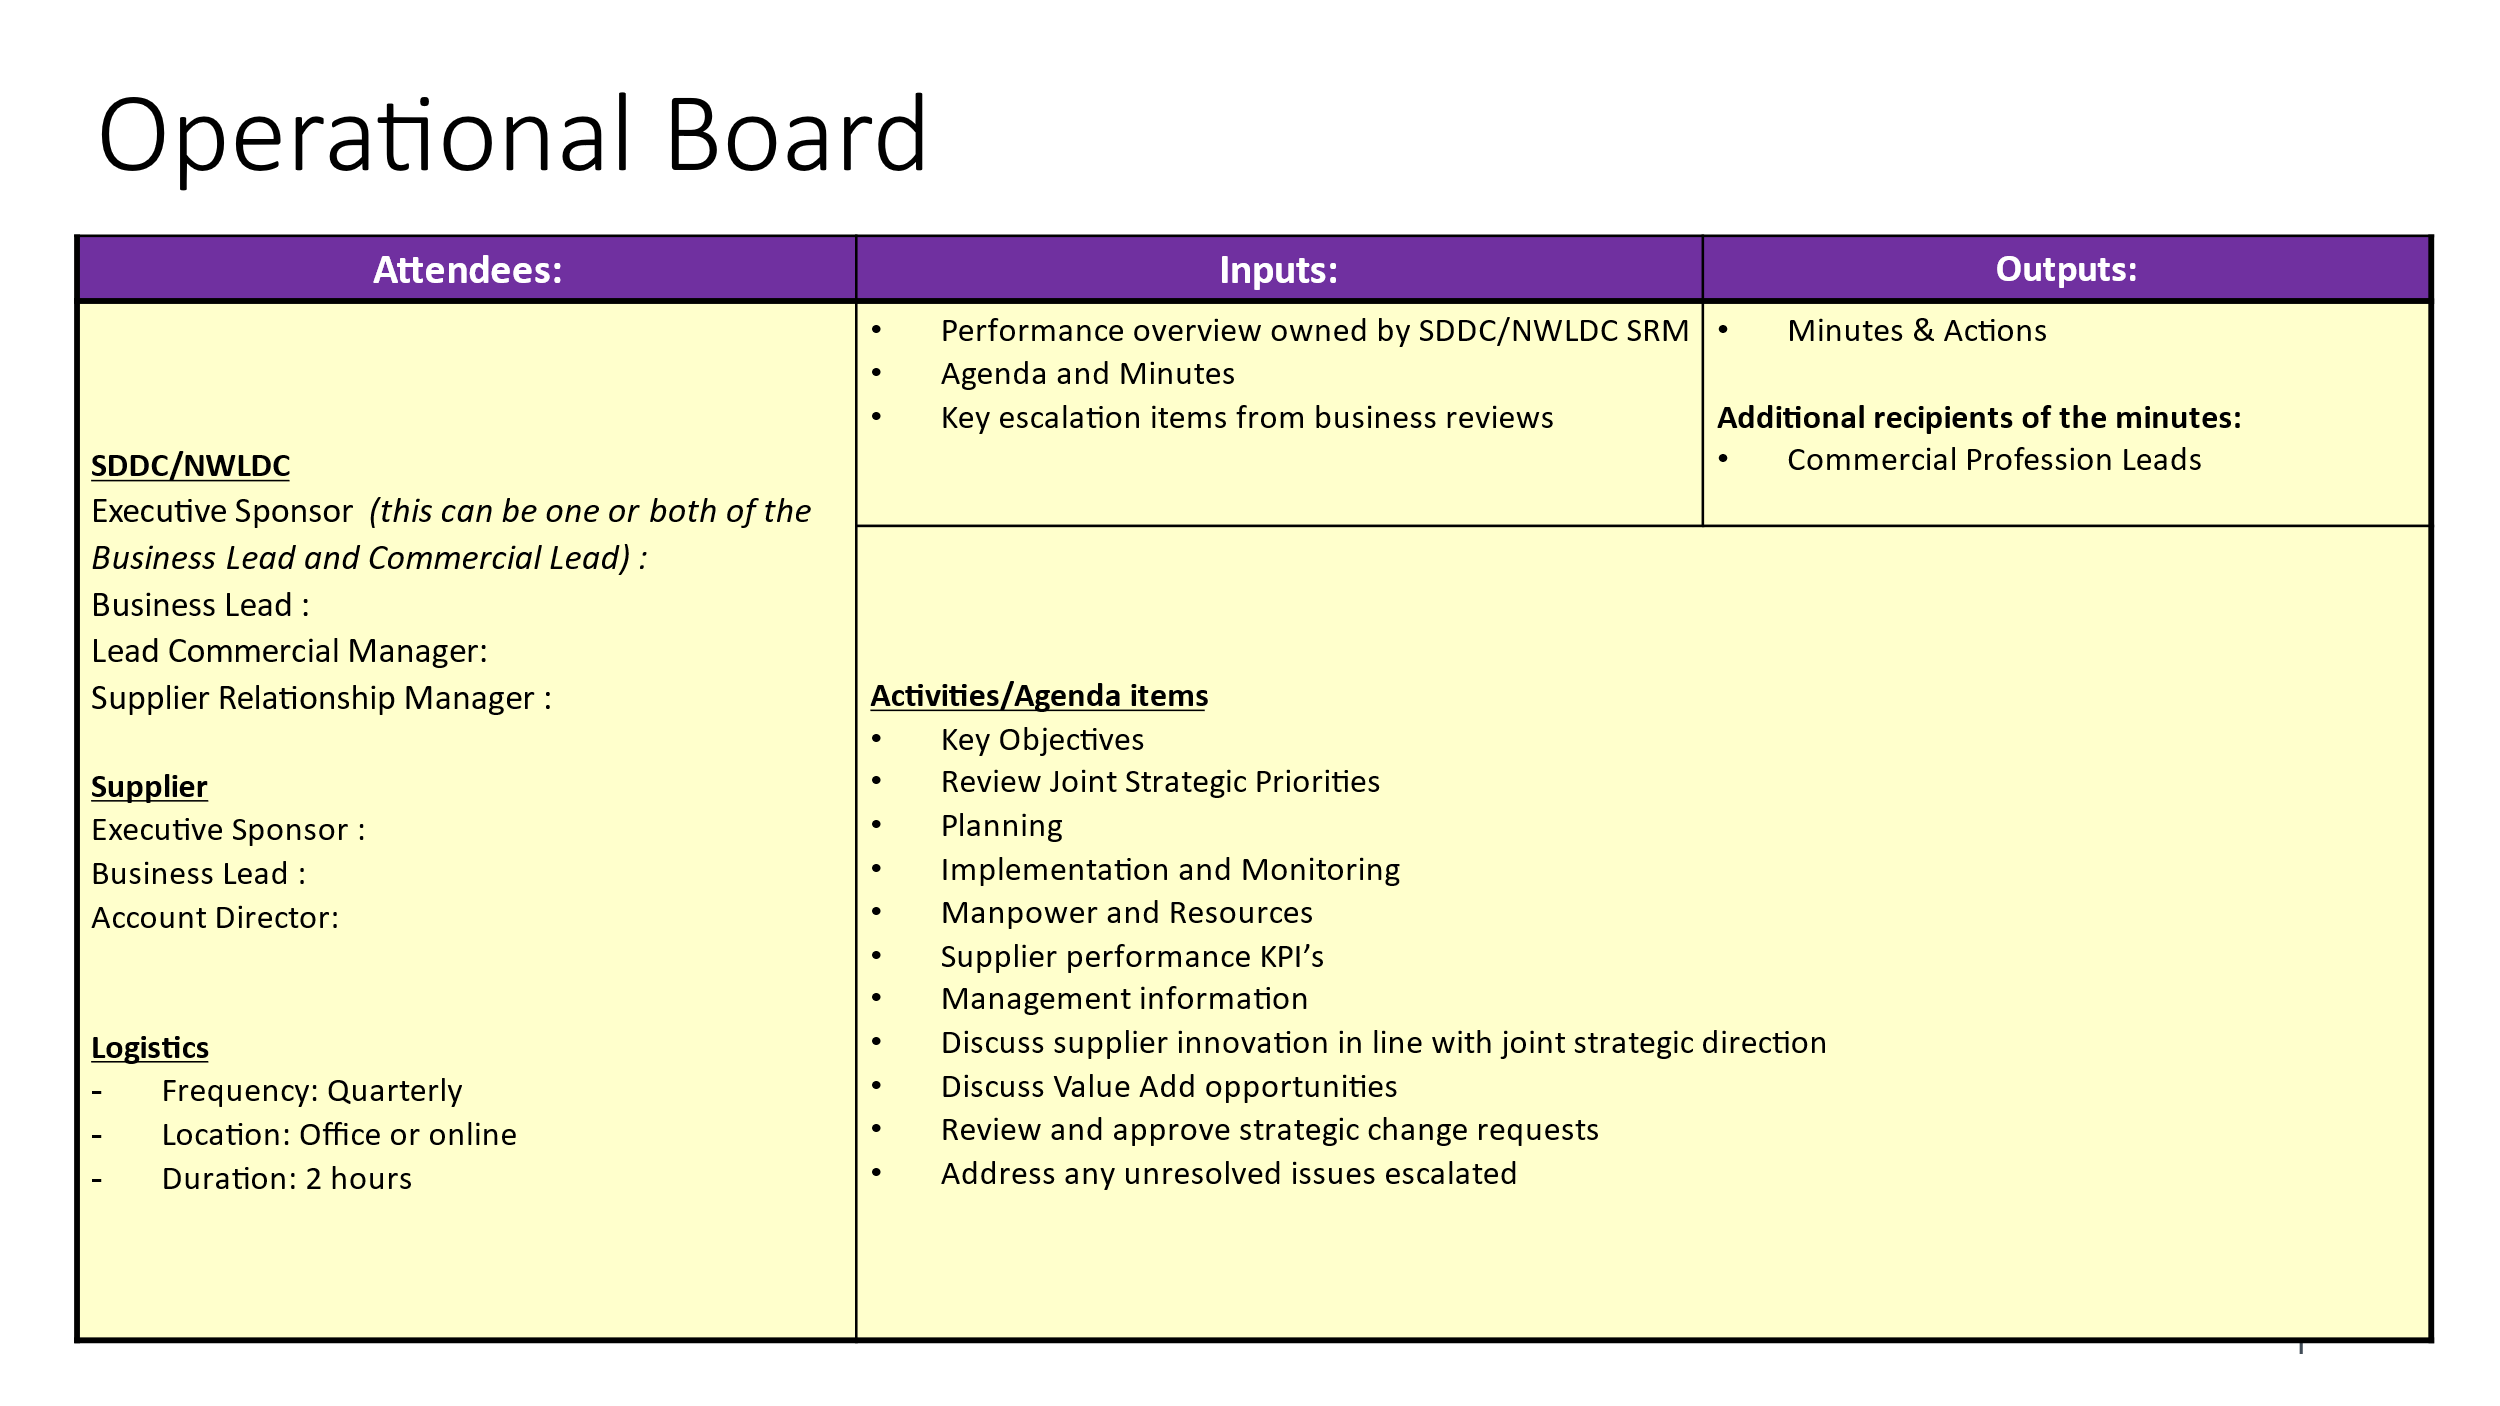 Operational Board
Attendees:
Inputs:
Outputs:
SDDC/NWLDC
Executive Sponsor (this can be one or both of the
Business Lead and Commercial Lead) :
Business Lead :
Lead Commercial Manager:
Supplier Relationship Manager :
Supplier
Executive Sponsor :
Business Lead :
Account Director:
Logistics
- Frequency: Quarterly
- Location: Office or online
- Duration: 2 hours
• Performance overview owned by SDDC/NWLDC SRM
• Agenda and Minutes
• Key escalation items from business reviews
• Minutes & Actions
Additional recipients of the minutes:
• Commercial Profession Leads
Activities/Agenda items
• Key Objectives
• Review Joint Strategic Priorities
• Planning
• Implementation and Monitoring
• Manpower and Resources
• Supplier performance KPI’s
• Management information
• Discuss supplier innovation in line with joint strategic direction
• Discuss Value Add opportunities
• Review and approve strategic change requests
• Address any unresolved issues escalated